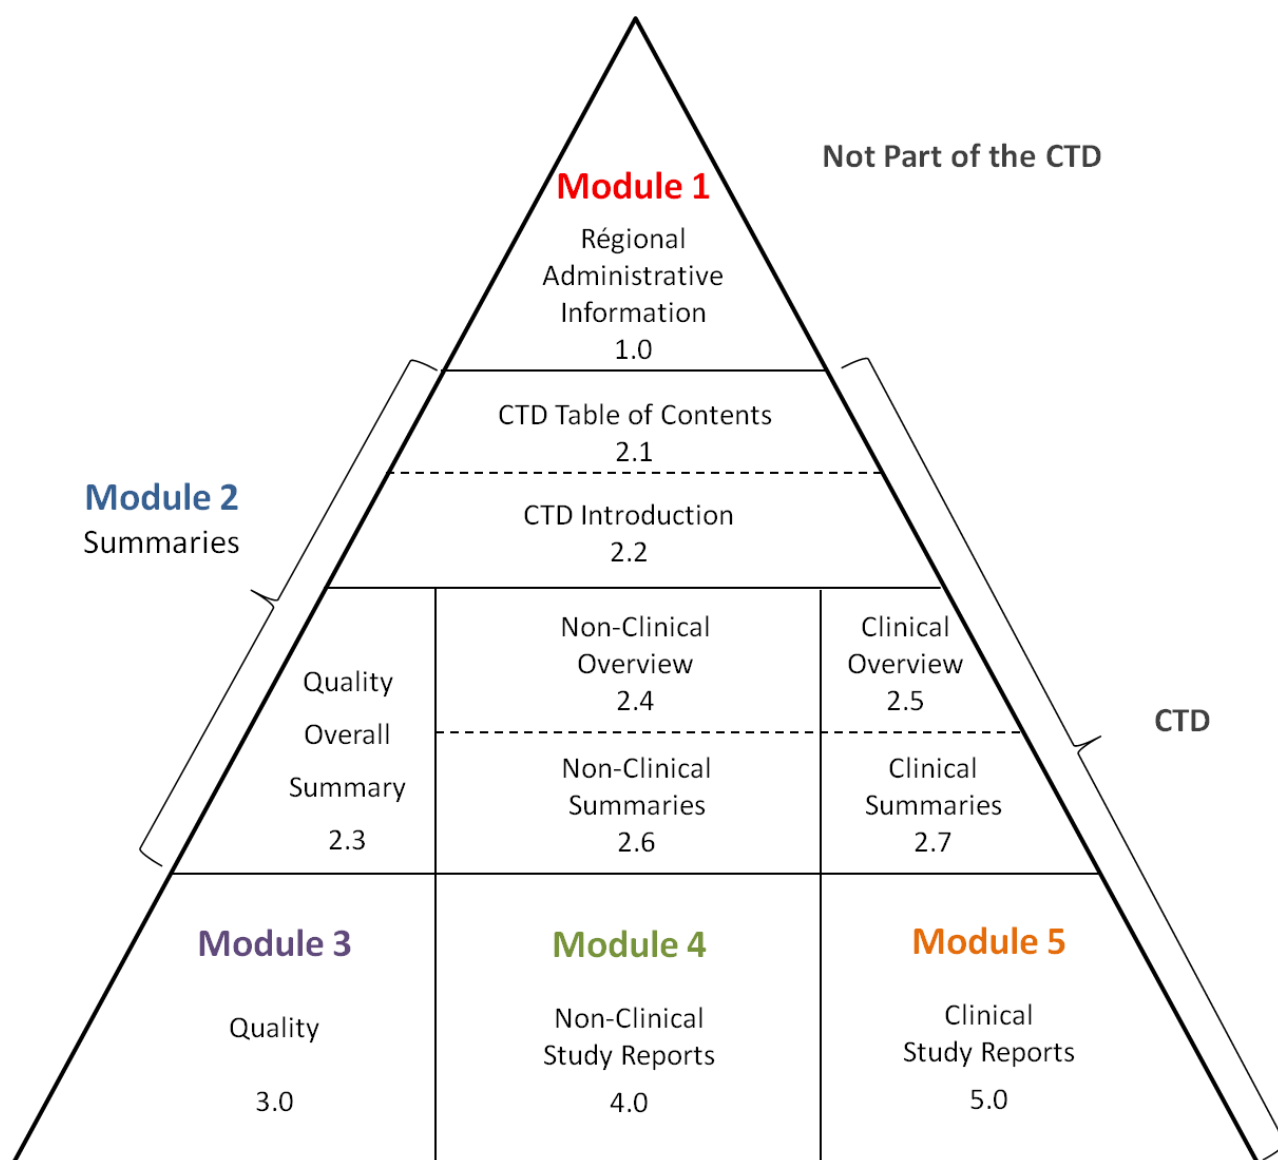 Not Part of the CTD
Module 1
Régional
Administrative
Information
1.0
CTD Table of Contents
2.1
Module 2
Summaries
CTD Introduction
2.2
Quality
Overall
Summary
2.3
Non-Clinical
Overview
2.4
Clinical
Overview
2.5
Non-Clinical
Summaries
2.6
Clinical
Summaries
2.7
CTD
Module 3
Quality
3.0
Module 4
Non-Clinical
Study Reports
4.0
Module 5
Clinical
Study Reports
5.0